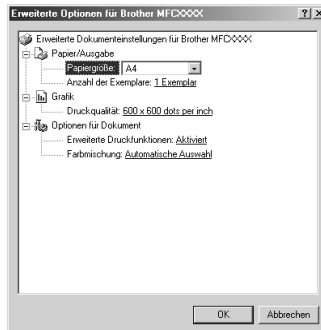 Erweiterte Optionen für Brother MFCXXXX
Erweiterte Dokumenteinstellungen für Brother MFCXXXX
Papier/Ausgabe
Papiergröße: A4
Anzahl der Exemplare: 1 Exemplar
Grafik
Druckqualität: 600 x 600 dots per inch
Optionen für Dokument
Erweiterte Druckfunktionen: Aktiviert
Farbmischung: Automatische Auswahl
OK Abbrechen